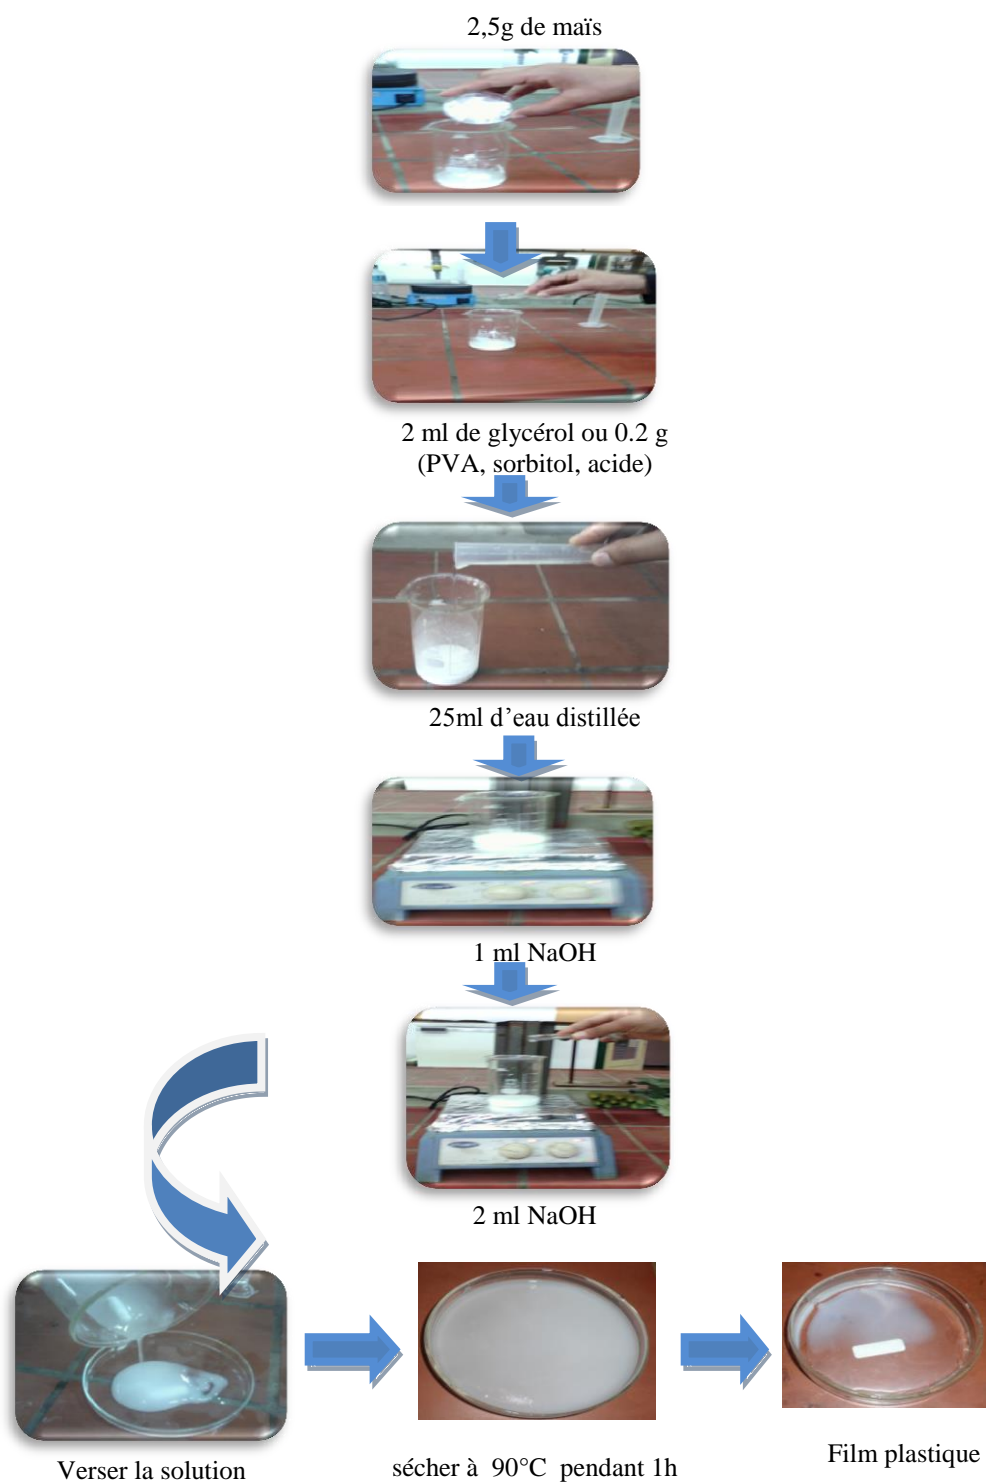 2,5g de maïs
2 ml de glycérol ou 0.2 g
(PVA, sorbitol, acide)
25ml d’eau distillée
1 ml NaOH
2 ml NaOH
Verser la solution
sécher à 90°C pendant 1h
Film plastique